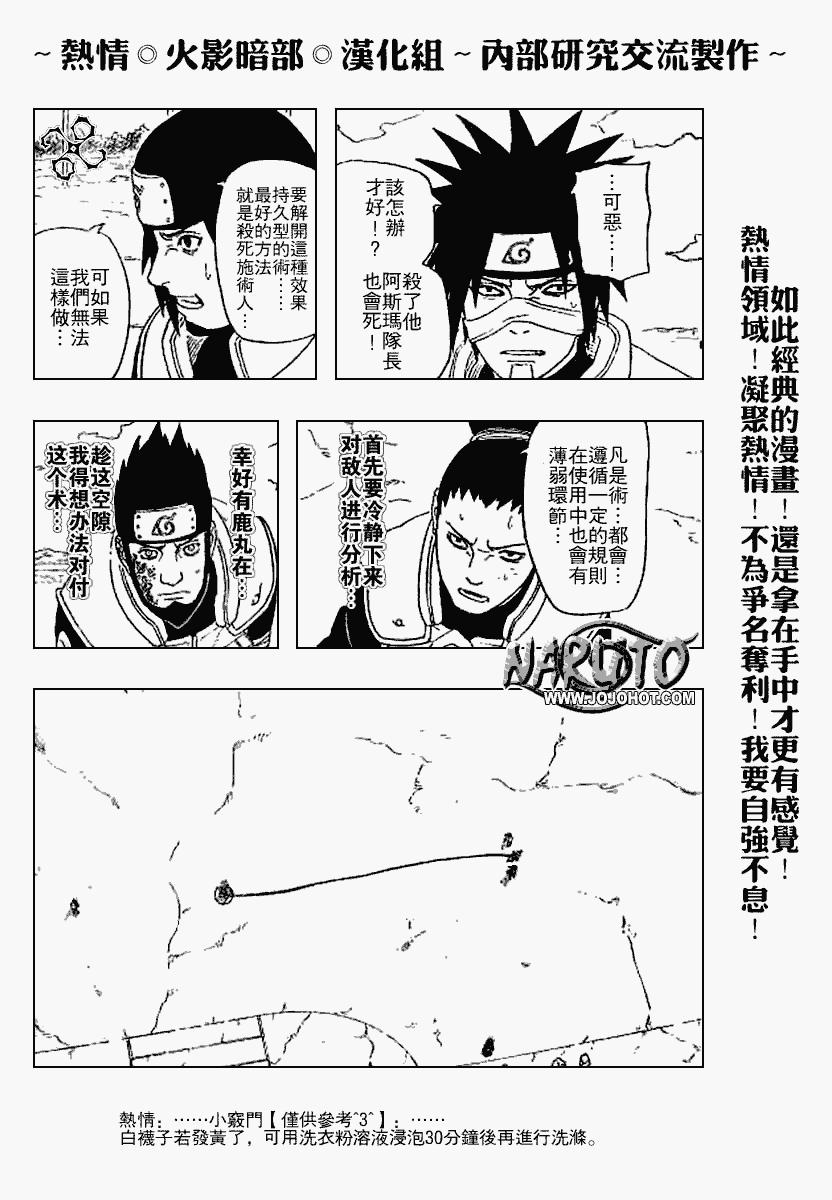 ~熱情◎火影暗部◎漢化組~內部研究交流製作~
…可惡…！
該怎辦
才好！？
殺了他
阿斯瑪隊長
也會死！
要解開這種效果
持久型的術……
最好的方法
就是殺死施術人…
可如果
我們無法
這樣做…
凡是術…都會…
遵循一定的規則
在使用中也會有
薄弱環節…
首先要冷静下来
对敌人进行分析…
幸好有鹿丸在…
趁这空隙
我得想办法对付
这个术…
NARUTO
WWW.JOJOHOT.COM
如此經典的漫畫！還是拿在手中才更有感覺！
熱情領域！凝聚熱情！不為爭名奪利！我要自強不息！
熱情：……小竅門【僅供參考^3^】：……
白襪子若發黃了，可用洗衣粉溶液浸泡30分鐘後再進行洗滌。